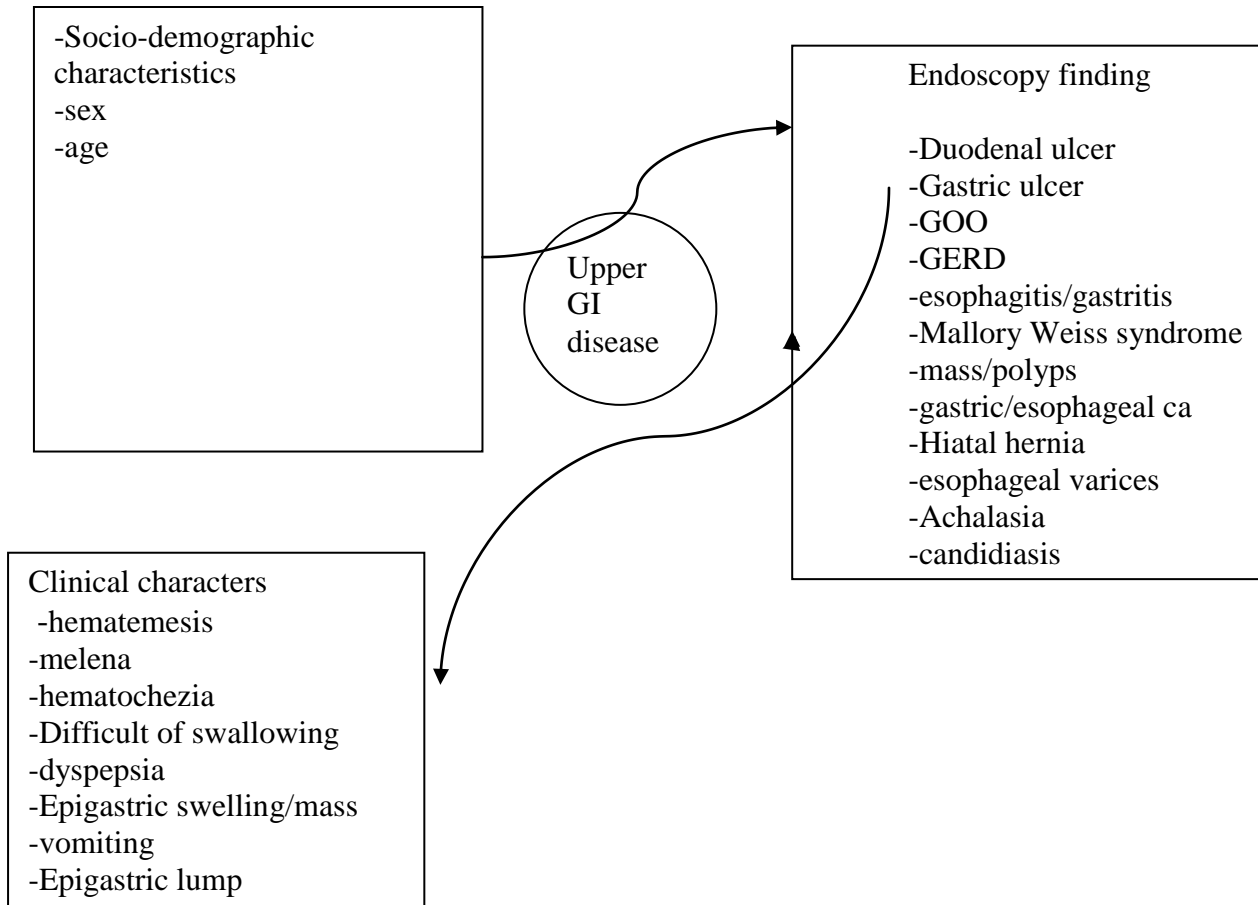 -Socio-demographic
characteristics
-sex
-age
Upper
GI
disease
Endoscopy finding
-Duodenal ulcer
-Gastric ulcer
-GOO
-GERD
-esophagitis/gastritis
-Mallory Weiss syndrome
-mass/polyps
-gastric/esophageal ca
-Hiatal hernia
-esophageal varices
-Achalasia
-candidiasis
Clinical characters
-hematemesis
-melena
-hematochezia
-Difficult of swallowing
-dyspepsia
-Epigastric swelling/mass
-vomiting
-Epigastric lump